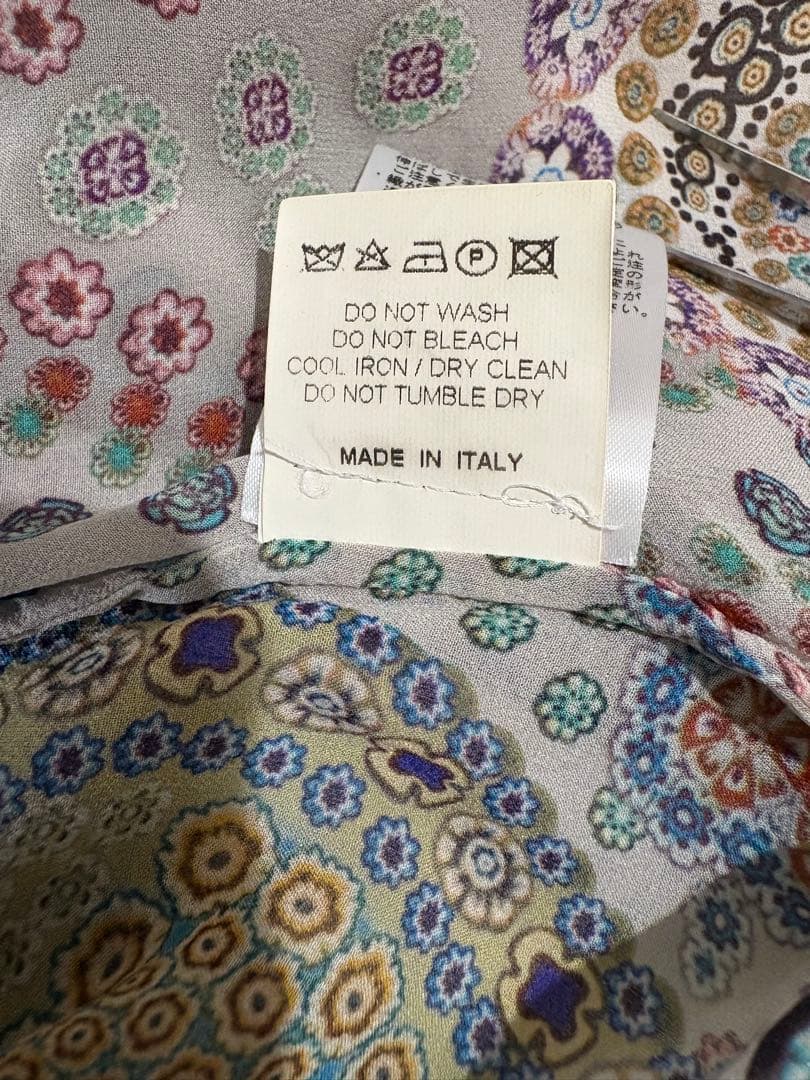 P
DO NOT WASH
DO NOT BLEACH
COOL IRON / DRY CLEAN
DO NOT TUMBLE DRY
MADE IN ITALY